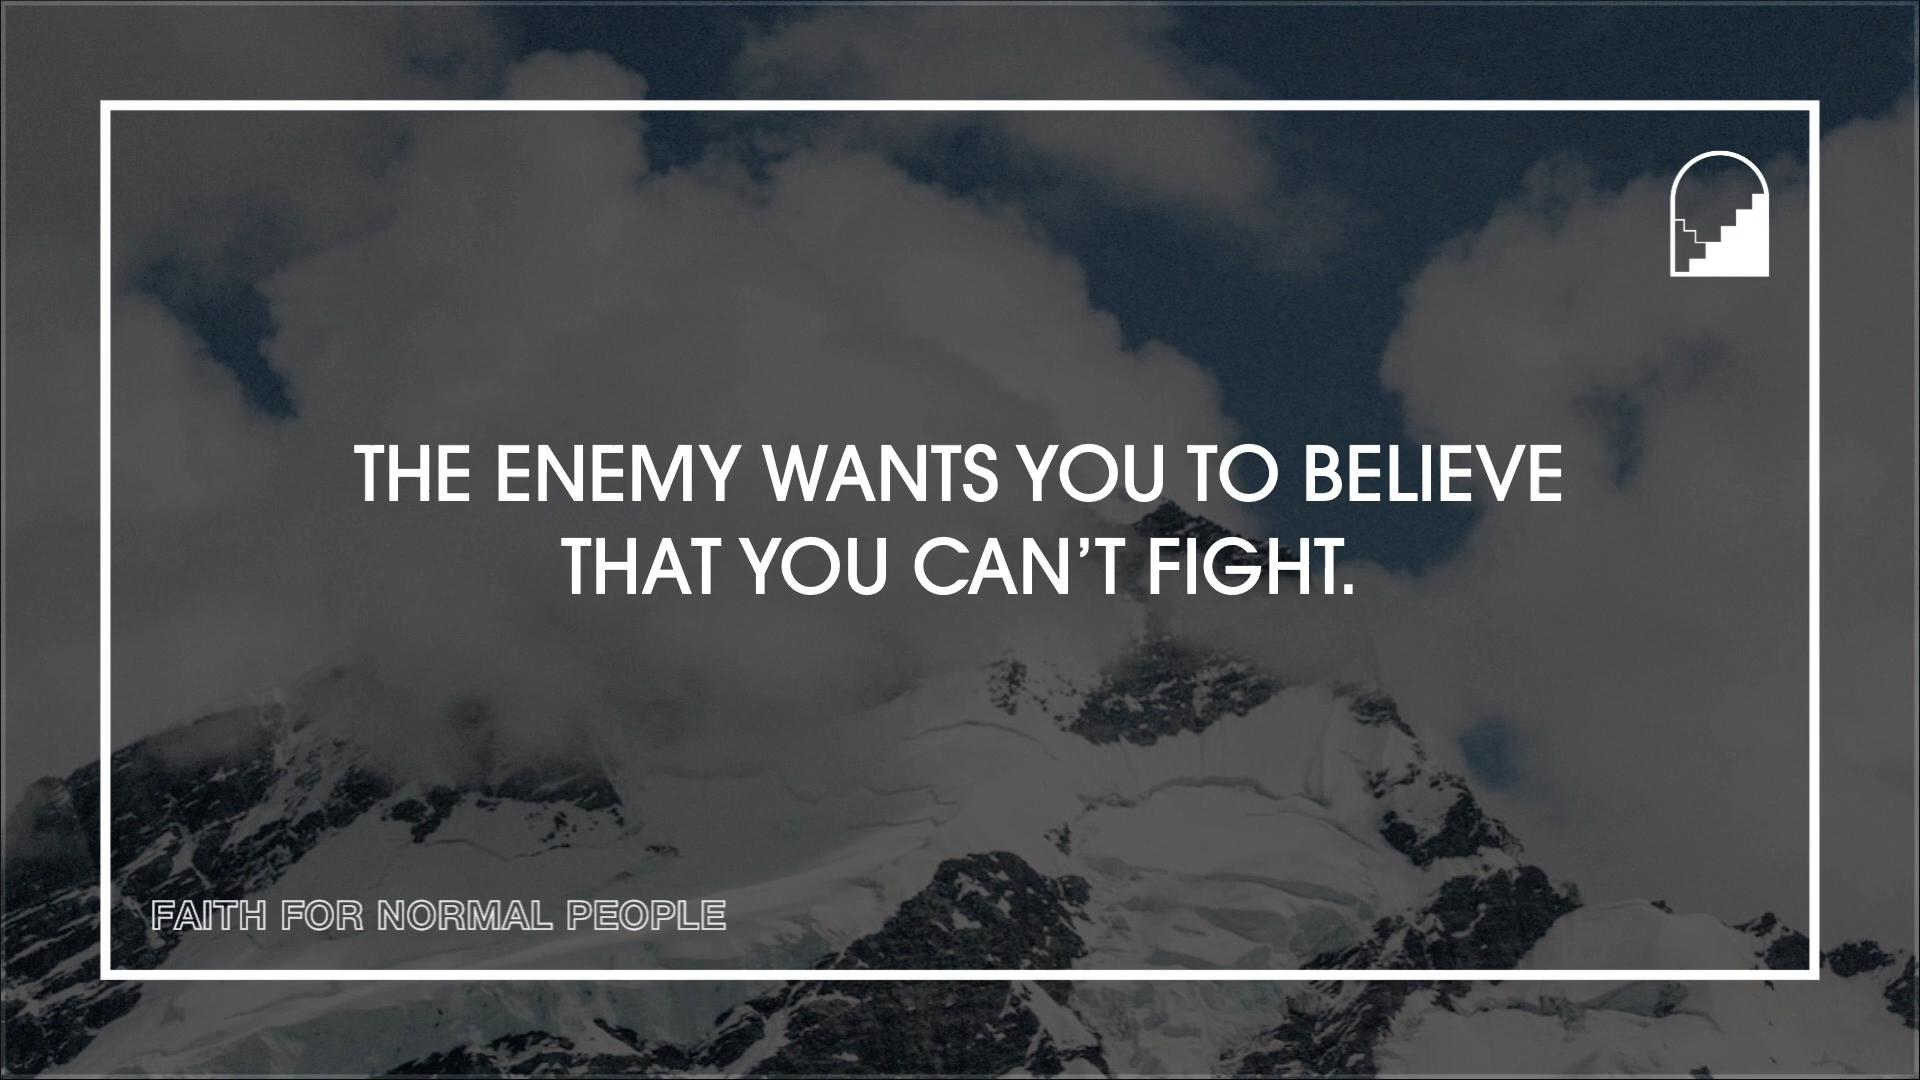 THE ENEMY WANTS YOU TO BELIEVE
THAT YOU CAN’T FIGHT.
FAITH FOR NORMAL PEOPLE